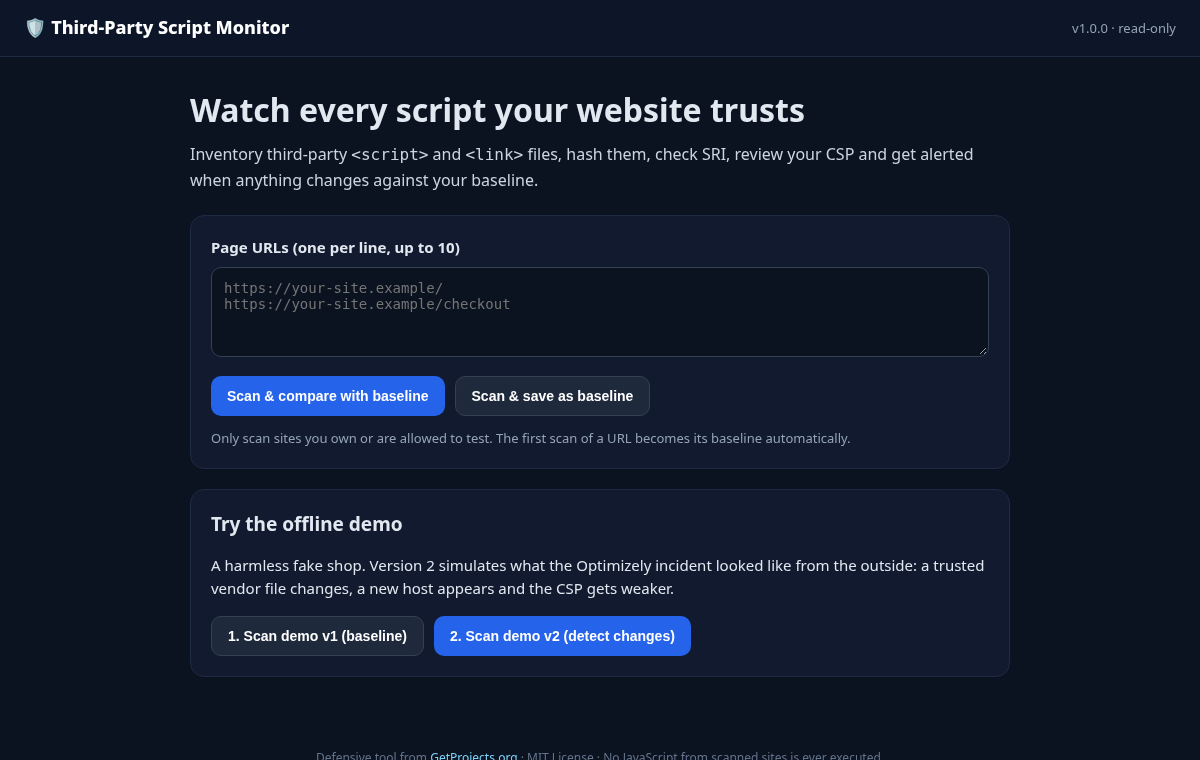 Third-Party Script Monitor
v1.0.0 · read-only
Watch every script your website trusts
Inventory third-party <script> and <link> files, hash them, check SRI, review your CSP and get alerted
when anything changes against your baseline.
Page URLs (one per line, up to 10)
https://your-site.example/
https://your-site.example/checkout
Scan & compare with baseline
Scan & save as baseline
Only scan sites you own or are allowed to test. The first scan of a URL becomes its baseline automatically.
Try the offline demo
A harmless fake shop. Version 2 simulates what the Optimizely incident looked like from the outside: a trusted
vendor file changes, a new host appears and the CSP gets weaker.
1. Scan demo v1 (baseline)
2. Scan demo v2 (detect changes)
Defensive tool from GetProjects.org · MIT License · No JavaScript from scanned sites is ever executed